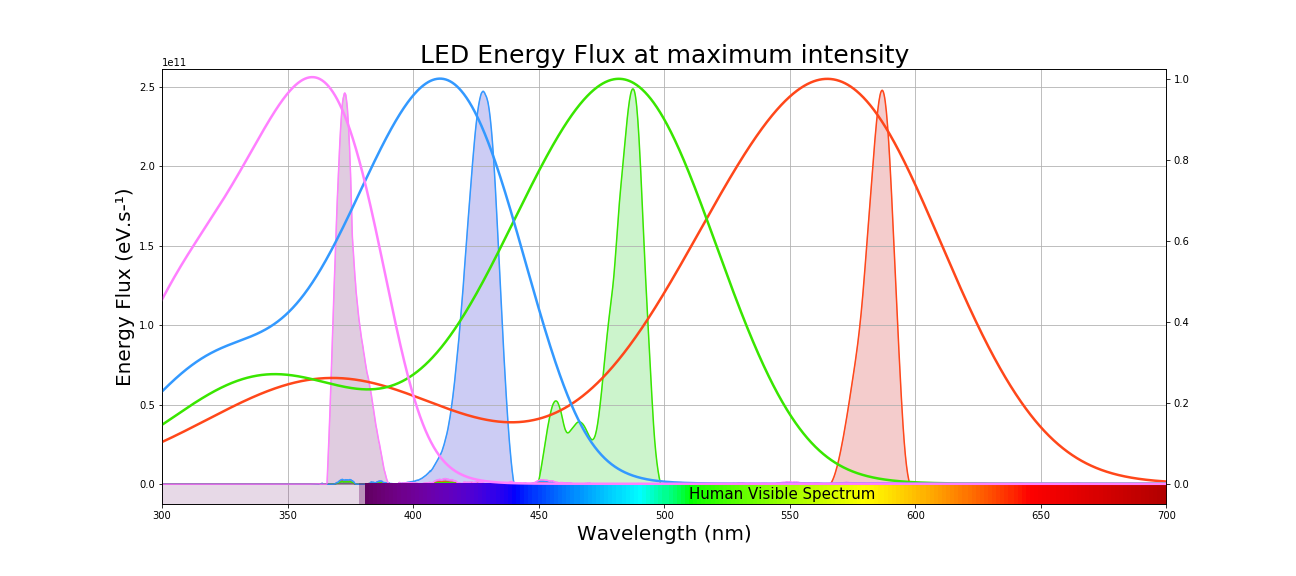 LED Energy Flux at maximum intensity
1e11
2.5
2.0
1.5
1.0
0.5
0.0
Energy Flux (eV.s-¹)
1.0
0.8
0.6
0.4
0.2
0.0
Human Visible Spectrum
300 350 400 450 500 550 600 650 700
Wavelength (nm)